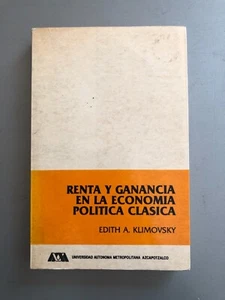 RENTA Y GANANCIA
EN LA ECONOMIA
POLITICA CLASICA
EDITH A. KLIMOVSKY
UNIVERSIDAD AUTONOMA METROPOLITANA AZCAPOTZALCO